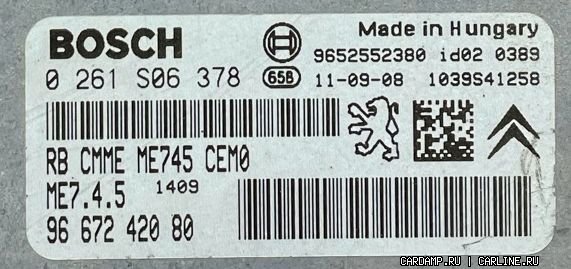 BOSCH
Made in Hungary
9652552380 id02 0389
0 261 S06 378 658 11-09-08 1039S41258
RB CMME ME745 CEM0
ME7.4.5 1409
96 672 420 80
CARDAMP.RU | CARLINE.RU